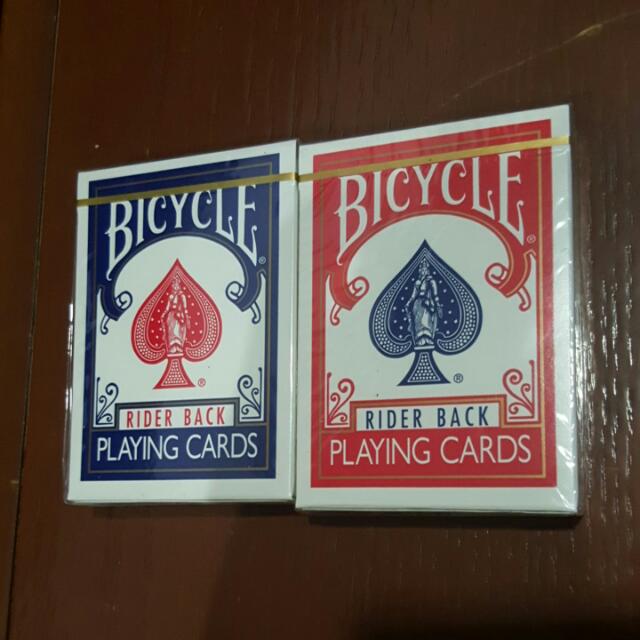 BICYCLE®
®
RIDER BACK
PLAYING CARDS
BICYCLE®
®
RIDER BACK
PLAYING CARDS